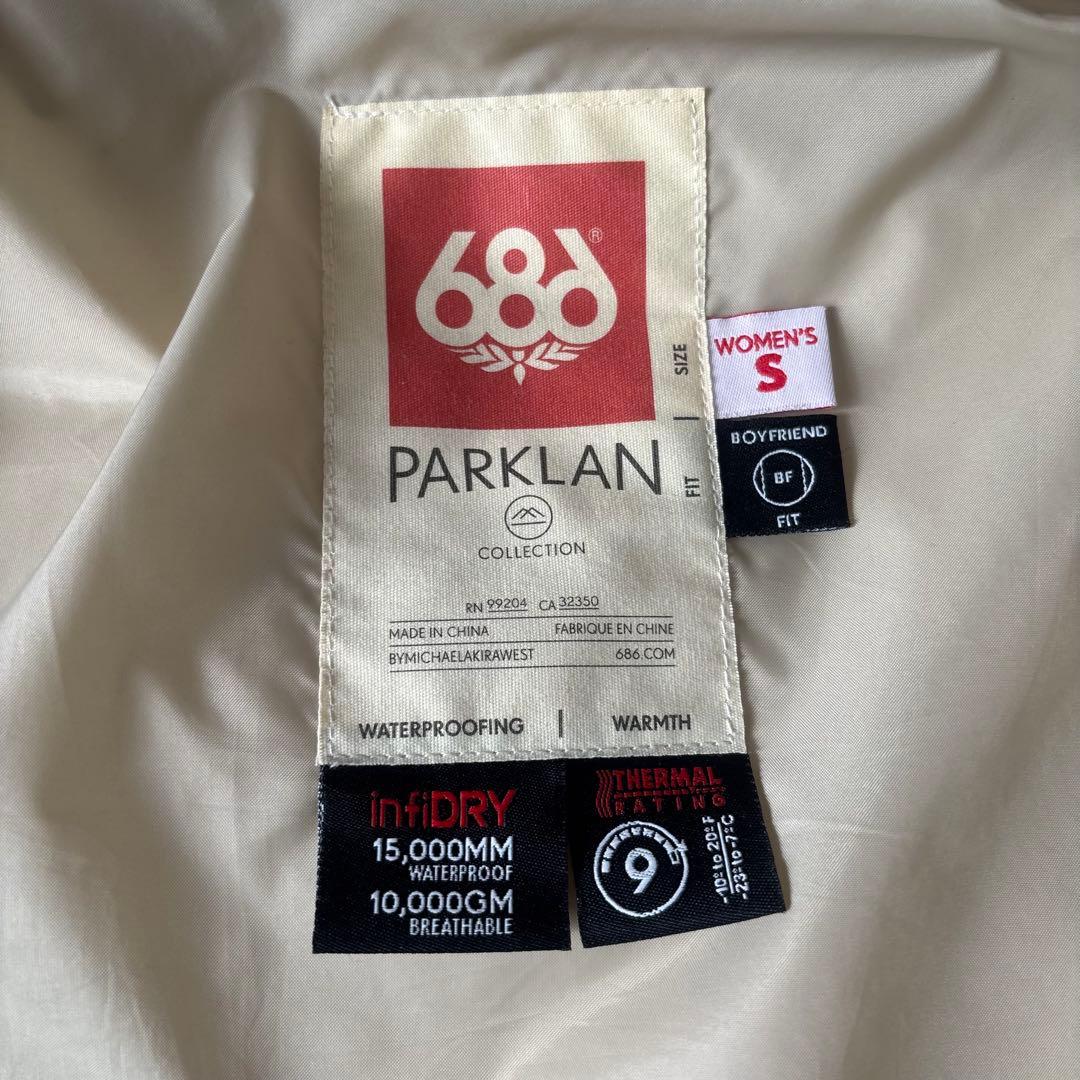 686®
PARKLAN
COLLECTION
RN 99204 CA 32350
MADE IN CHINA FABRIQUE EN CHINE
BYMICHAELAKIRAWEST 686.COM
WATERPROOFING | WARMTH
FIT | SIZE
WOMEN'S
S
BOYFRIEND
BF
FIT
infiDRY
15,000MM
WATERPROOF
10,000GM
BREATHABLE
THERMAL
RATING
9
-10° to 20° F
-23° to -7° C